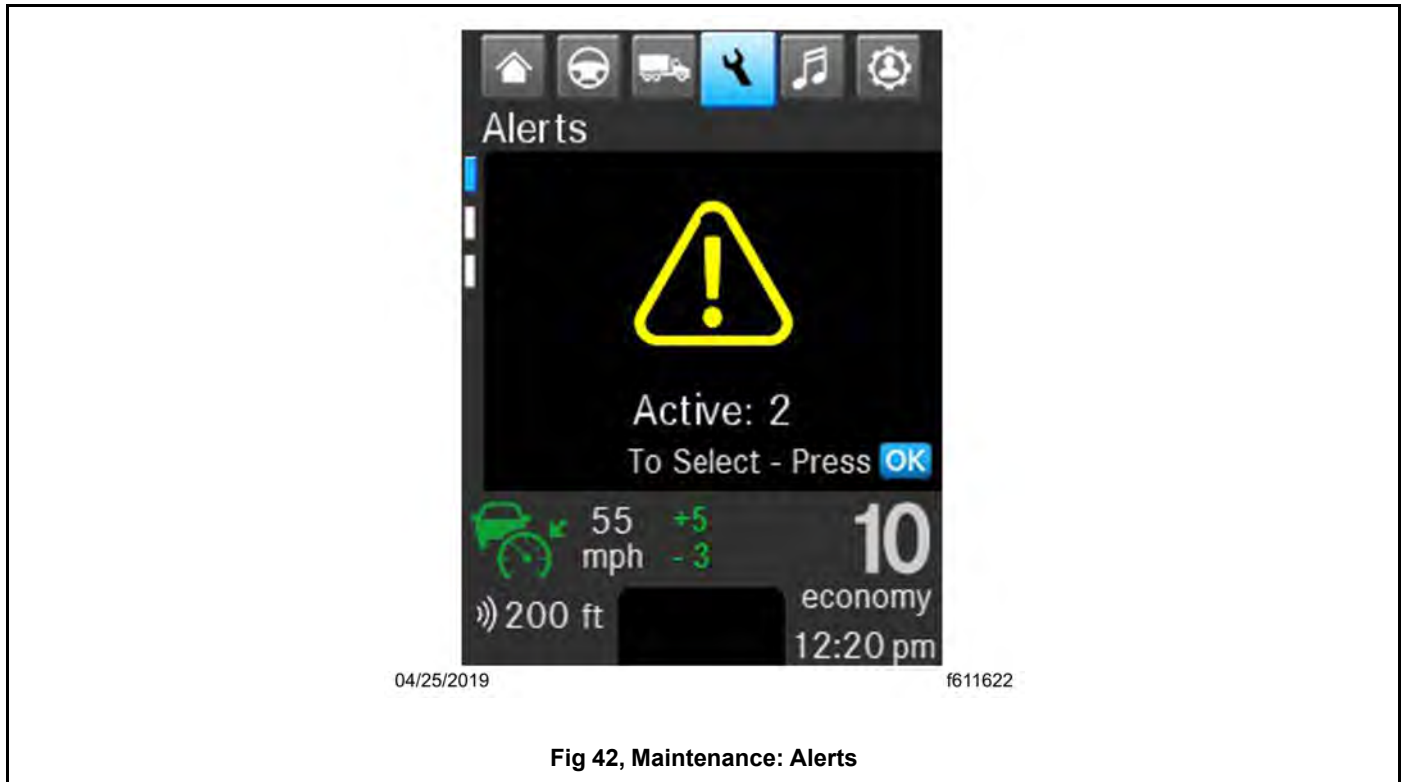 Alerts
Active: 2
To Select - Press OK
55 +5
mph - 3
10
economy
200 ft
12:20 pm
04/25/2019 f611622
Fig 42, Maintenance: Alerts